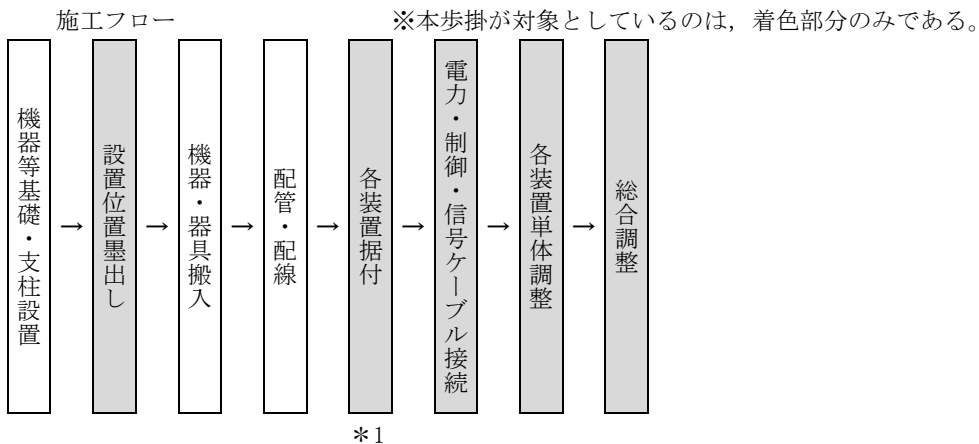 施工フロー
※本歩掛が対象としているのは，着色部分のみである。
機器等基礎・支柱設置
→
設置位置墨出し
→
機器・器具搬入
→
配管・配線
→
各装置据付
→
電力・制御・信号ケーブル接続
→
各装置単体調整
→
総合調整
＊1